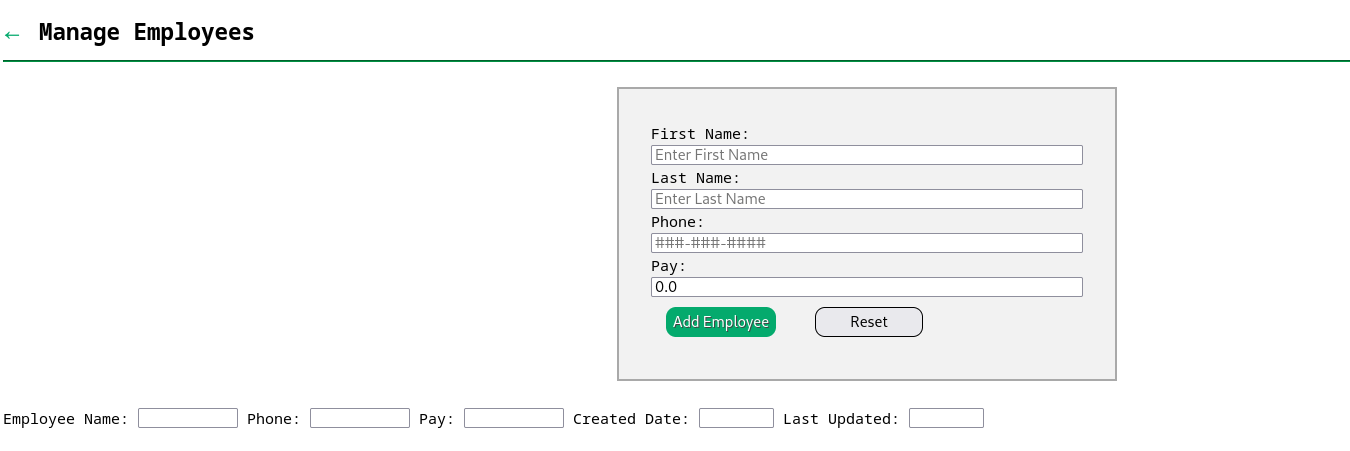 ← Manage Employees
First Name:
Enter First Name
Last Name:
Enter Last Name
Phone:
###-###-####
Pay:
0.0
Add Employee Reset
Employee Name: Phone: Pay: Created Date: Last Updated: